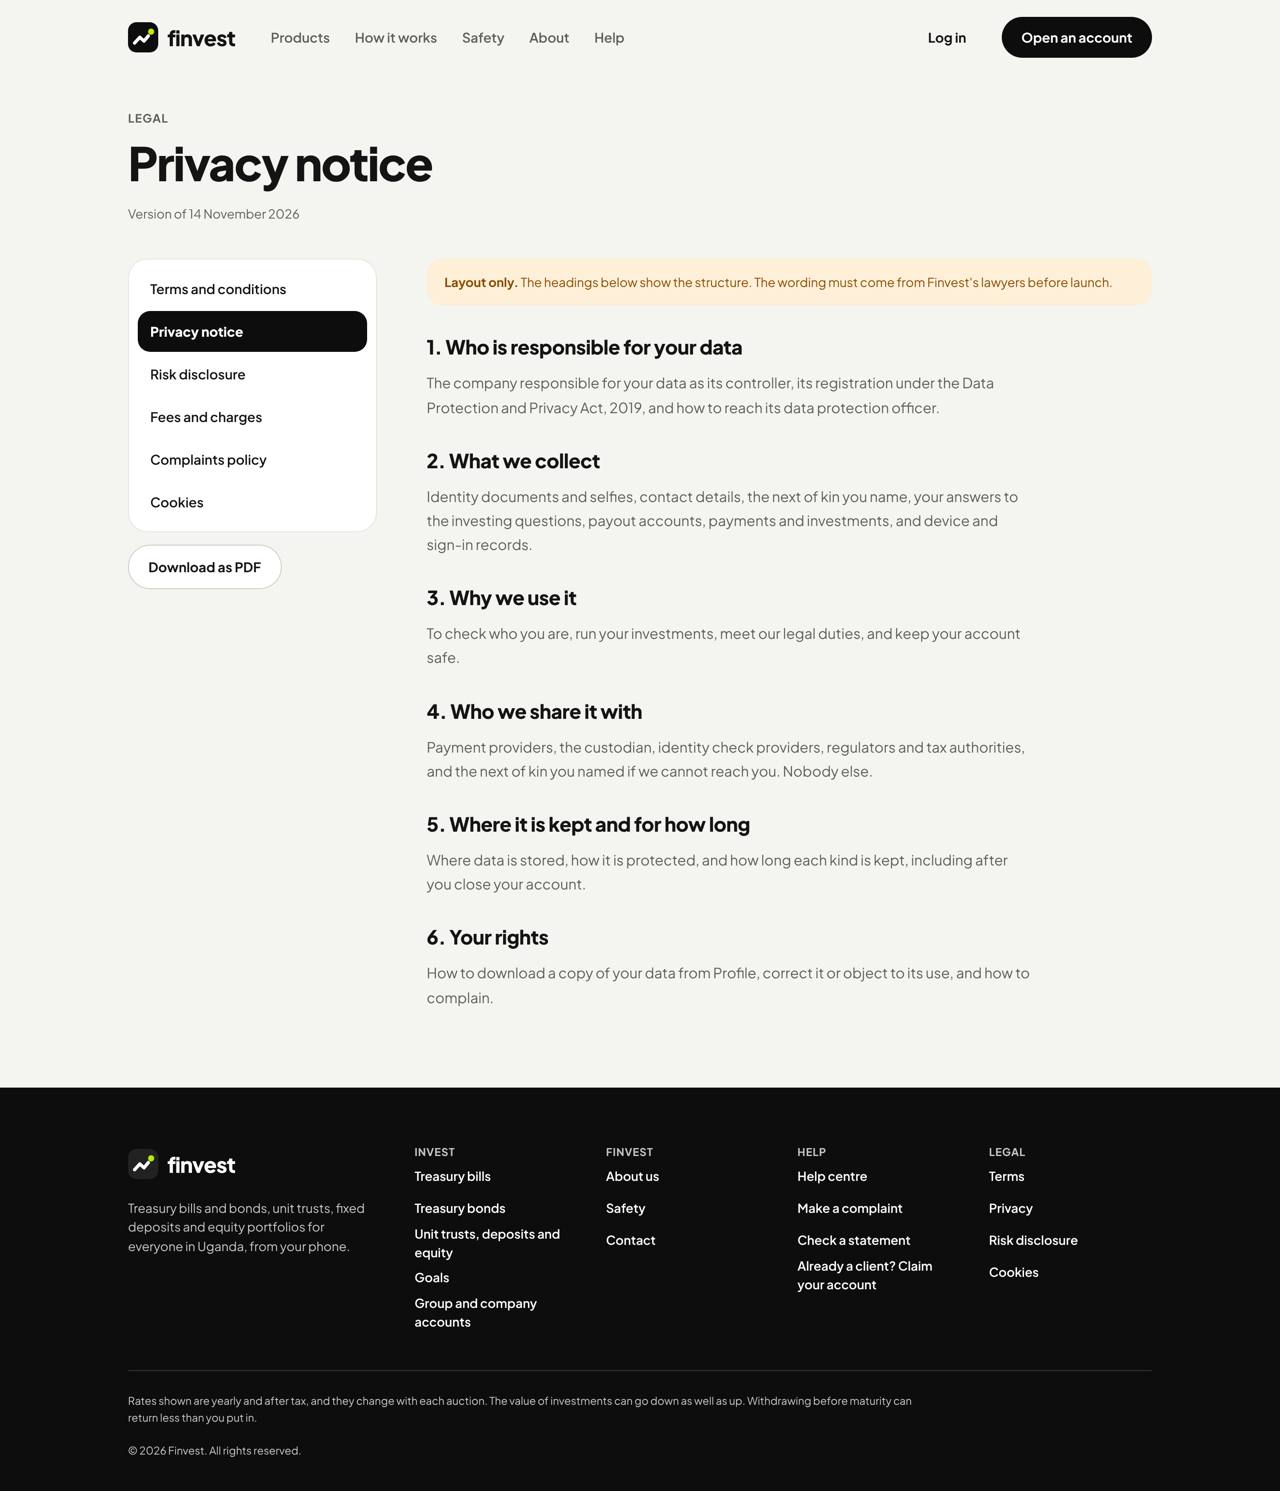 finvest
Products
How it works
Safety
About
Help
Log in
Open an account
LEGAL
Privacy notice
Version of 14 November 2026
Terms and conditions
Privacy notice
Risk disclosure
Fees and charges
Complaints policy
Cookies
Download as PDF
Layout only. The headings below show the structure. The wording must come from Finvest's lawyers before launch.
1. Who is responsible for your data
The company responsible for your data as its controller, its registration under the Data
Protection and Privacy Act, 2019, and how to reach its data protection officer.
2. What we collect
Identity documents and selfies, contact details, the next of kin you name, your answers to
the investing questions, payout accounts, payments and investments, and device and
sign-in records.
3. Why we use it
To check who you are, run your investments, meet our legal duties, and keep your account
safe.
4. Who we share it with
Payment providers, the custodian, identity check providers, regulators and tax authorities,
and the next of kin you named if we cannot reach you. Nobody else.
5. Where it is kept and for how long
Where data is stored, how it is protected, and how long each kind is kept, including after
you close your account.
6. Your rights
How to download a copy of your data from Profile, correct it or object to its use, and how to
complain.
finvest
Treasury bills and bonds, unit trusts, fixed
deposits and equity portfolios for
everyone in Uganda, from your phone.
INVEST
Treasury bills
Treasury bonds
Unit trusts, deposits and
equity
Goals
Group and company
accounts
FINVEST
About us
Safety
Contact
HELP
Help centre
Make a complaint
Check a statement
Already a client? Claim
your account
LEGAL
Terms
Privacy
Risk disclosure
Cookies
Rates shown are yearly and after tax, and they change with each auction. The value of investments can go down as well as up. Withdrawing before maturity can
return less than you put in.
© 2026 Finvest. All rights reserved.